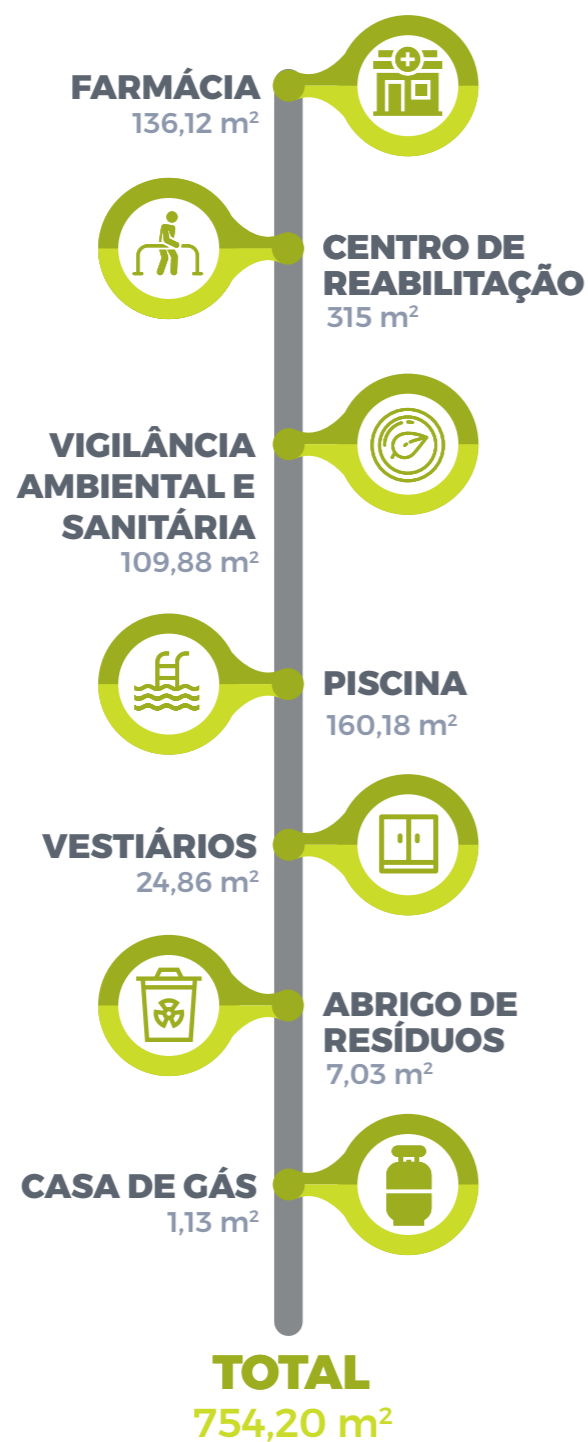 FARMÁCIA
136,12 m²
CENTRO DE
REABILITAÇÃO
315 m²
VIGILÂNCIA
AMBIENTAL E
SANITÁRIA
109,88 m²
PISCINA
160,18 m²
VESTIÁRIOS
24,86 m²
ABRIGO DE
RESÍDUOS
7,03 m²
CASA DE GÁS
1,13 m²
TOTAL
754,20 m²